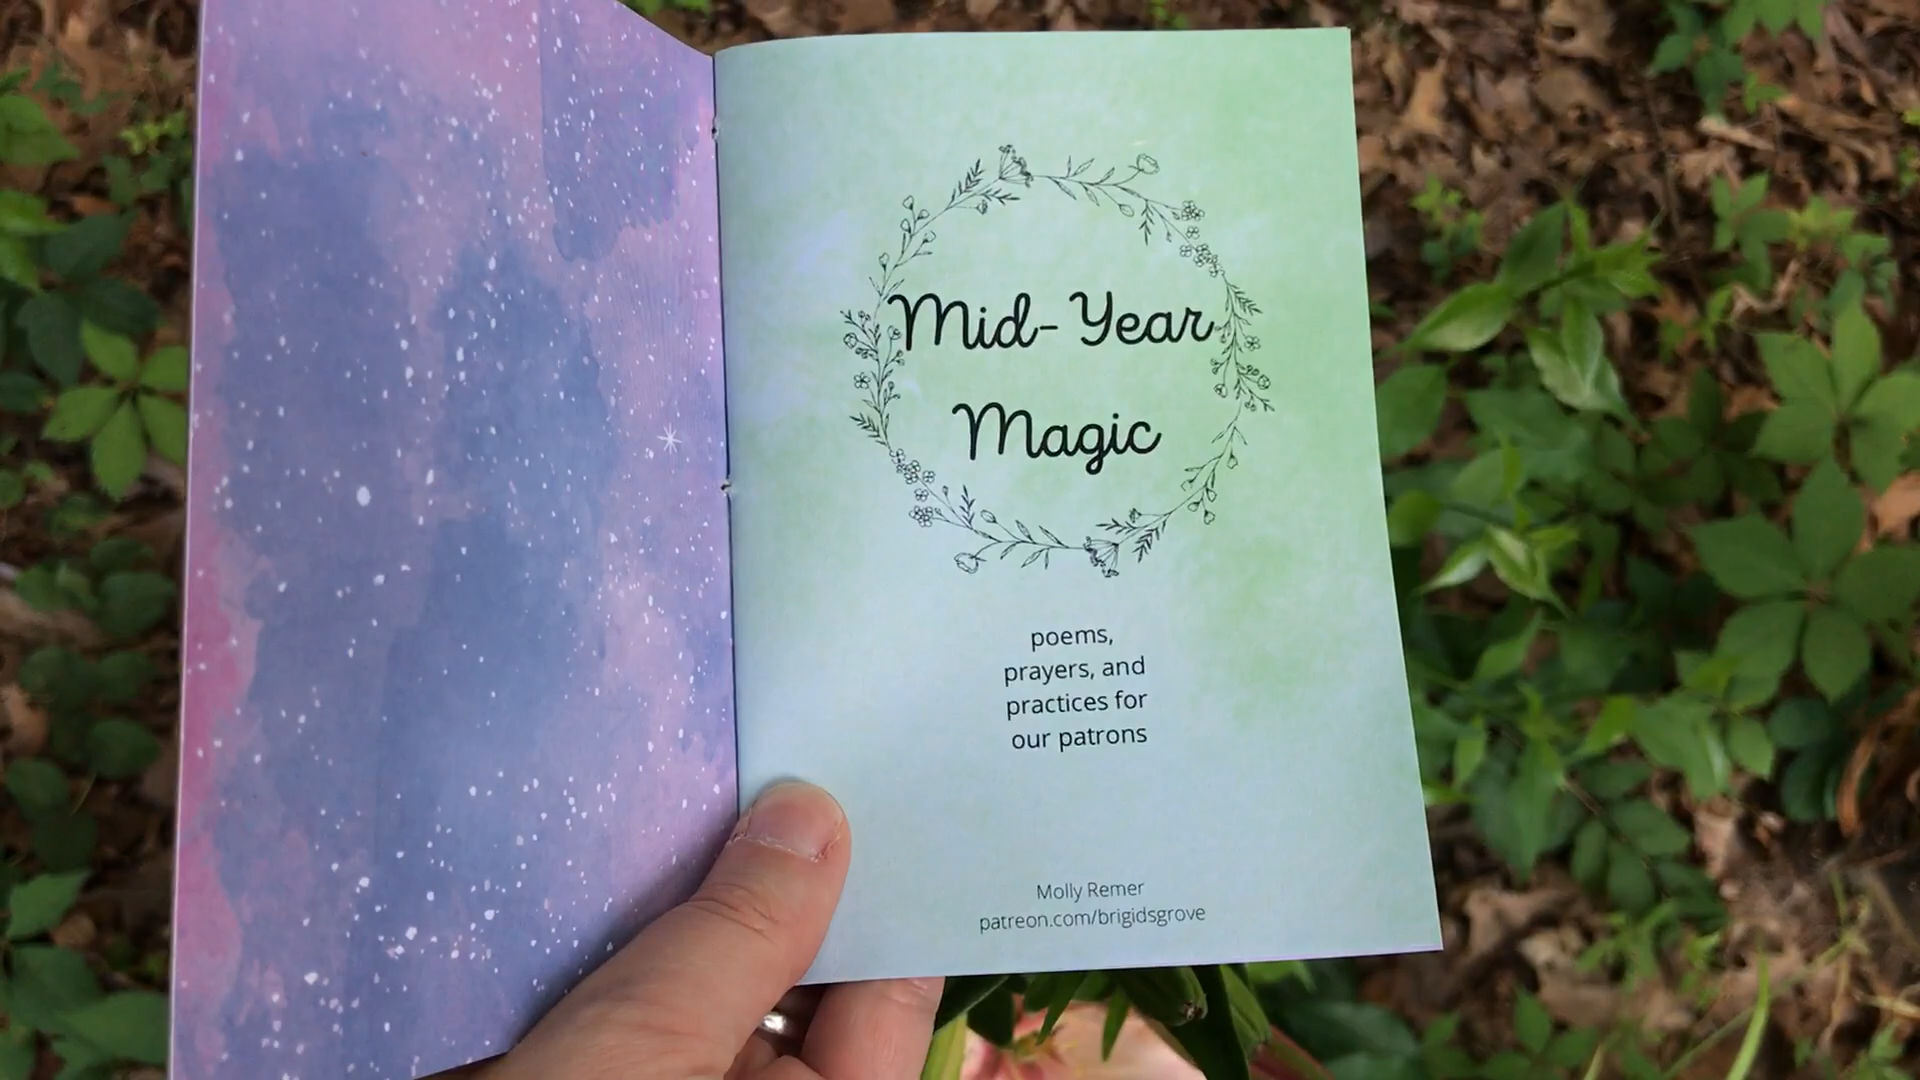 Mid-Year
Magic
poems,
prayers, and
practices for
our patrons
Molly Remer
patreon.com/brigidsgrove